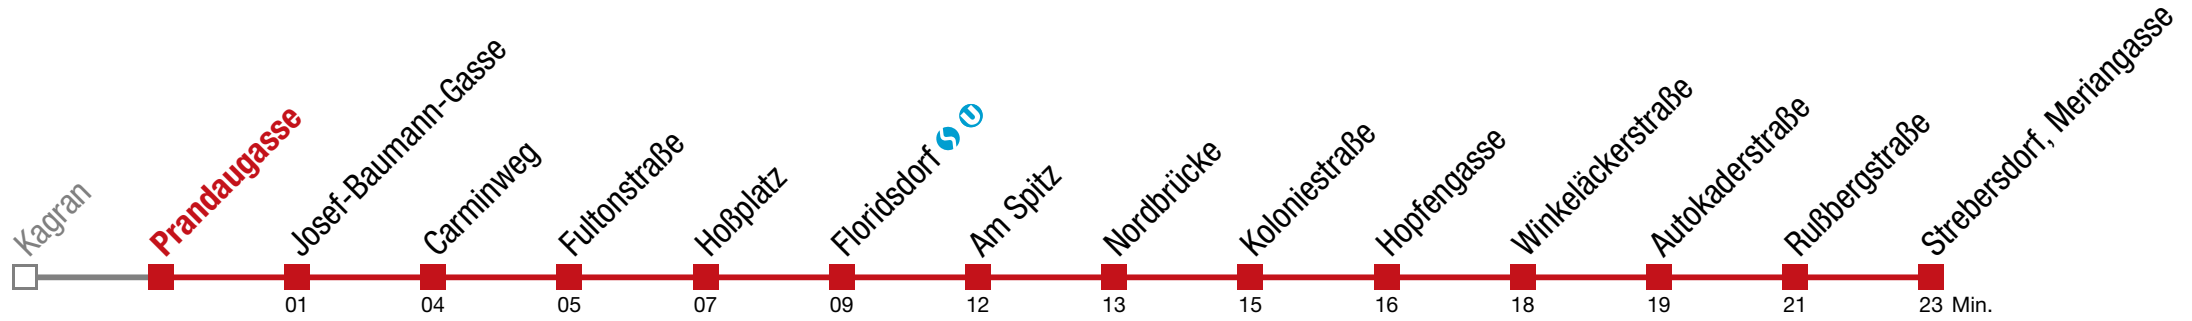 Kagran
Prandaugasse
Josef-Baumann-Gasse
Carminweg
Fultonstraße
Hoßplatz
Floridsdorf S U
Am Spitz
Nordbrücke
Koloniestraße
Hopfengasse
Winkeläckerstraße
Autokaderstraße
Rußbergstraße
Strebersdorf, Meriangasse
01 04 05 07 09 12 13 15 16 18 19 21 23 Min.